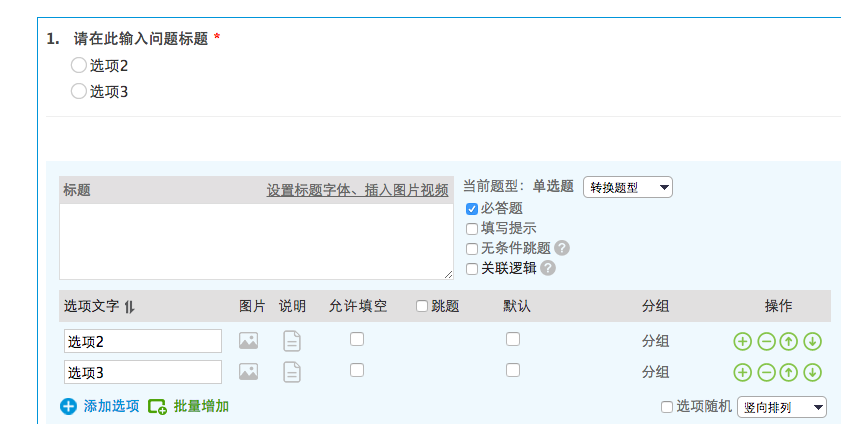 1. 请在此输入问题标题 *
选项2
选项3
标题 设置标题字体、插入图片视频
当前题型：单选题 转换题型
必答题
填写提示
无条件跳题 ?
关联逻辑 ?
选项文字 图片 说明 允许填空 跳题 默认 分组 操作
选项2 分组
选项3 分组
添加选项 批量增加 选项随机 竖向排列